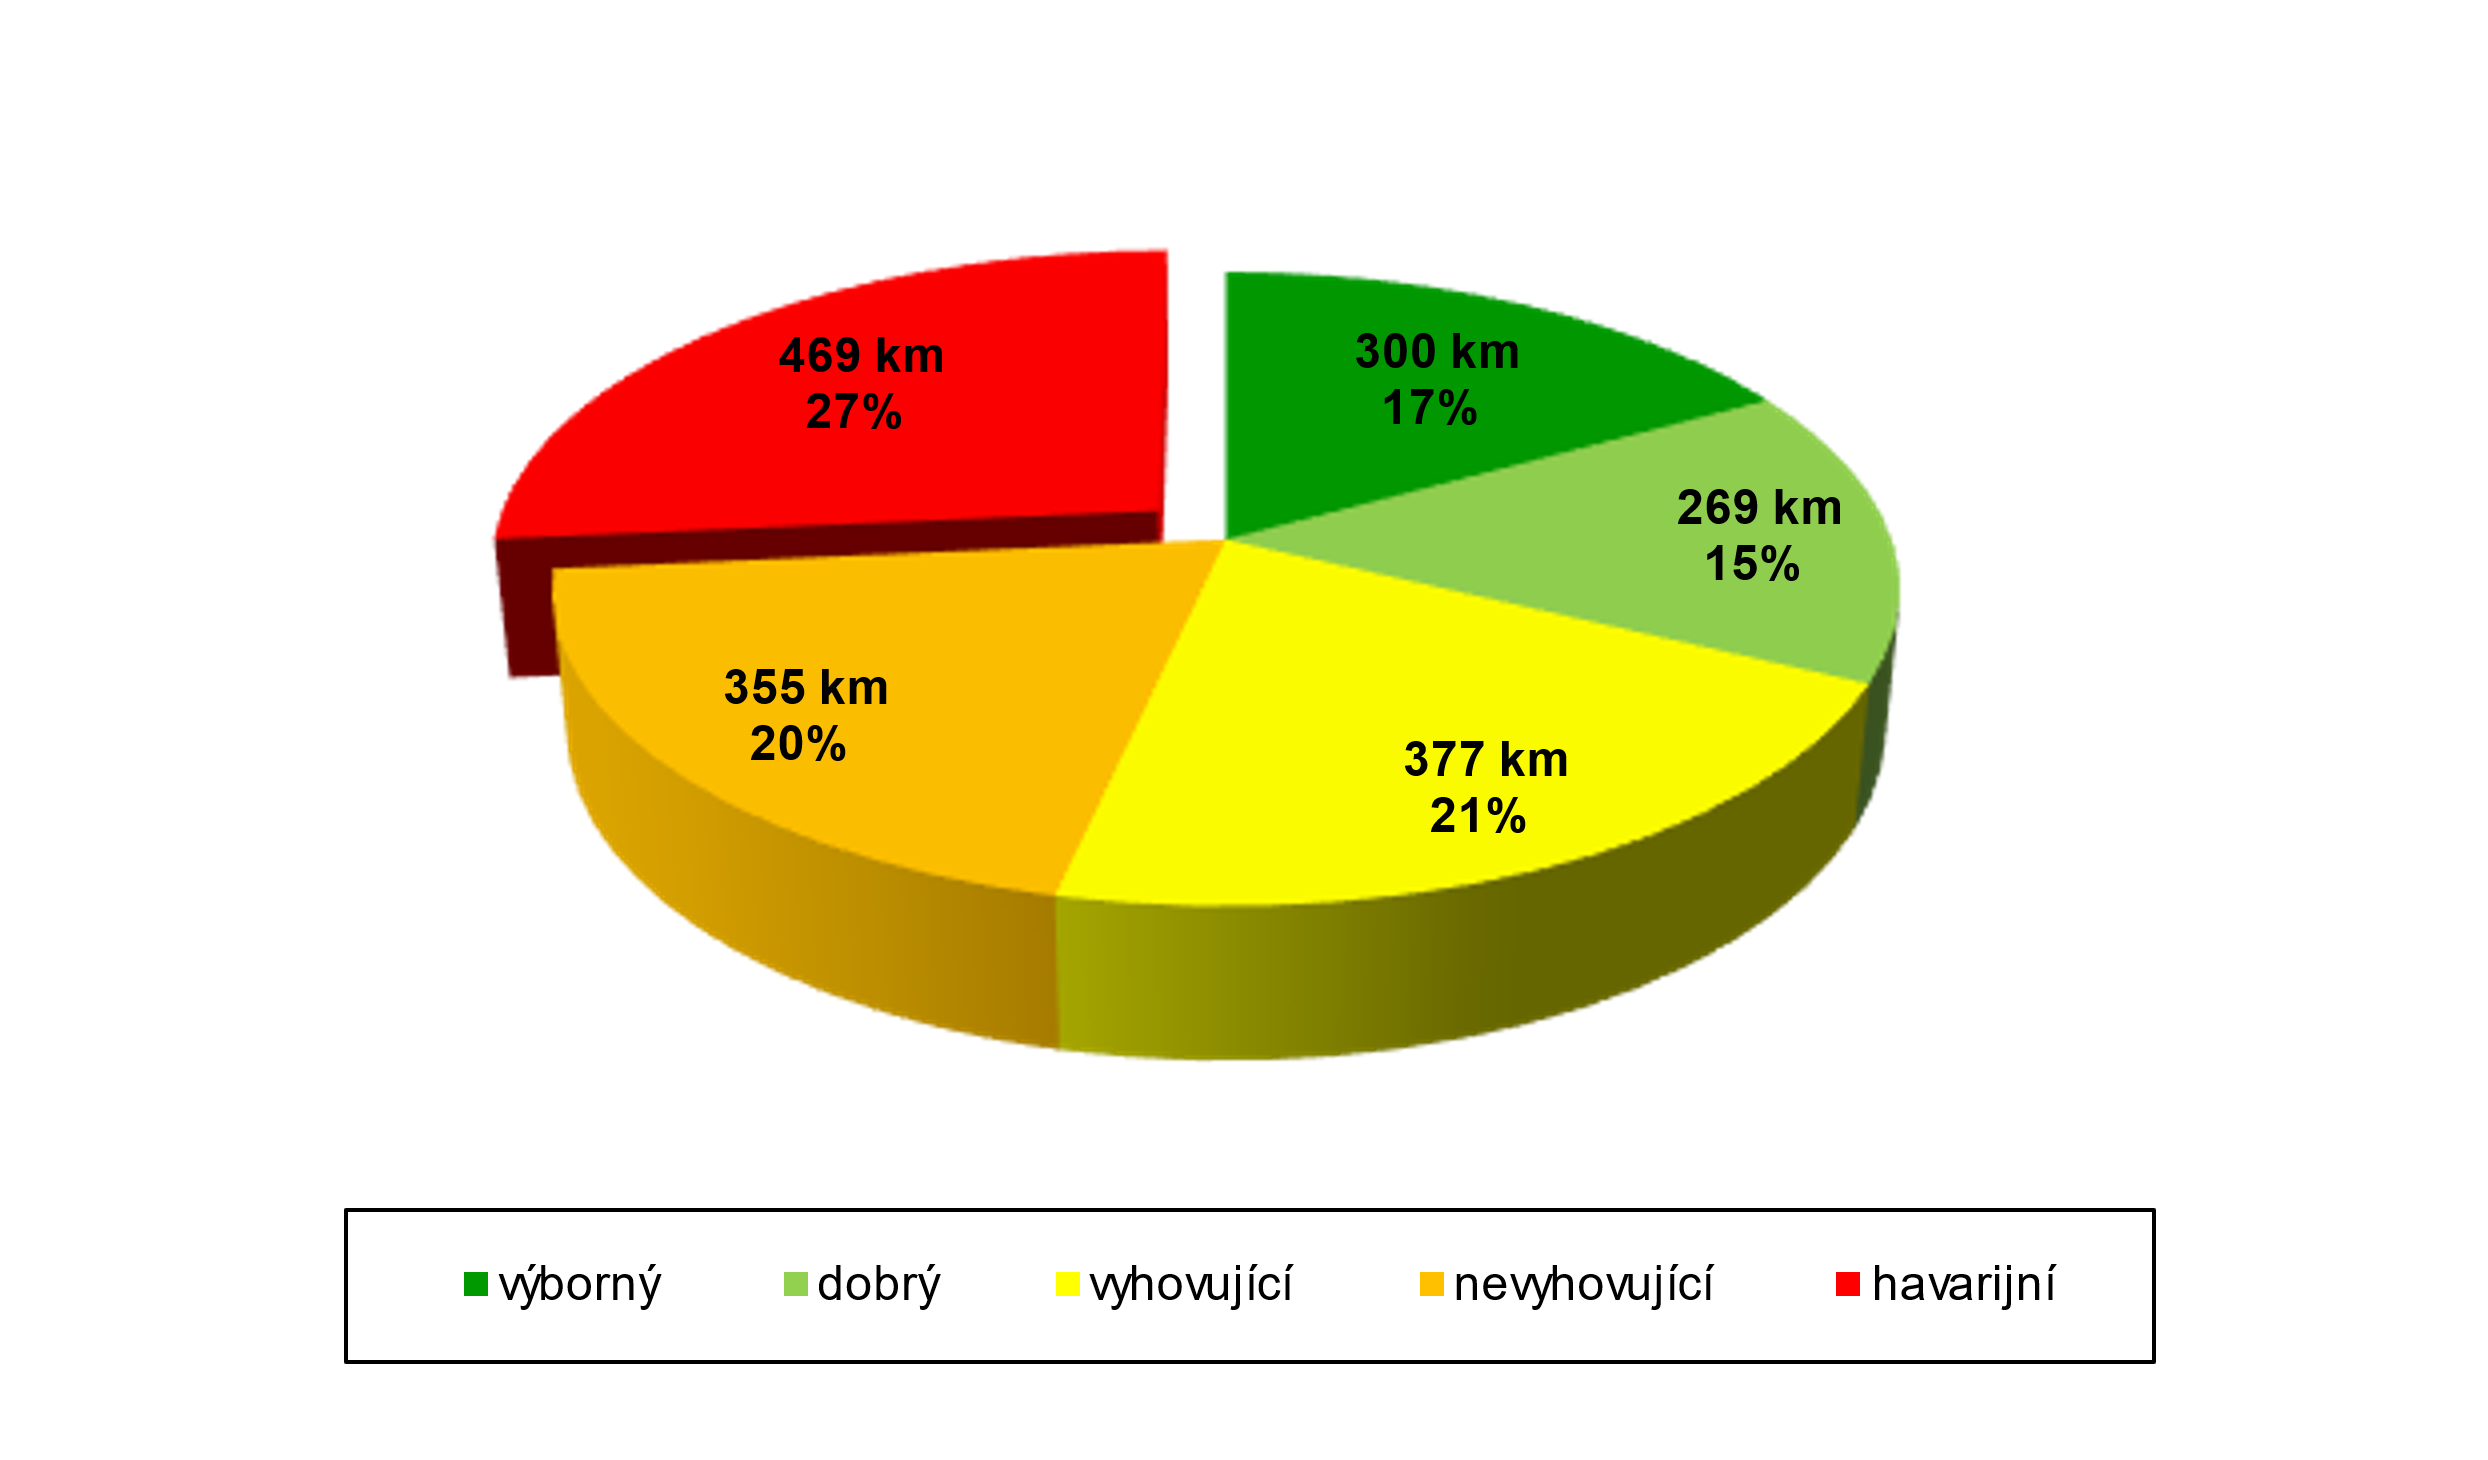 469 km
27%
300 km
17%
269 km
15%
355 km
20%
377 km
21%
výborný
dobrý
vyhovující
nevyhovující
havarijní